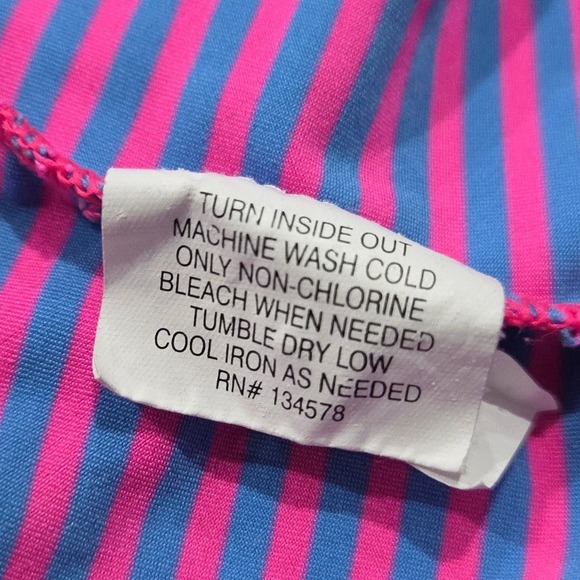 TURN INSIDE OUT
MACHINE WASH COLD
ONLY NON-CHLORINE
BLEACH WHEN NEEDED
TUMBLE DRY LOW
COOL IRON AS NEEDED
RN# 134578